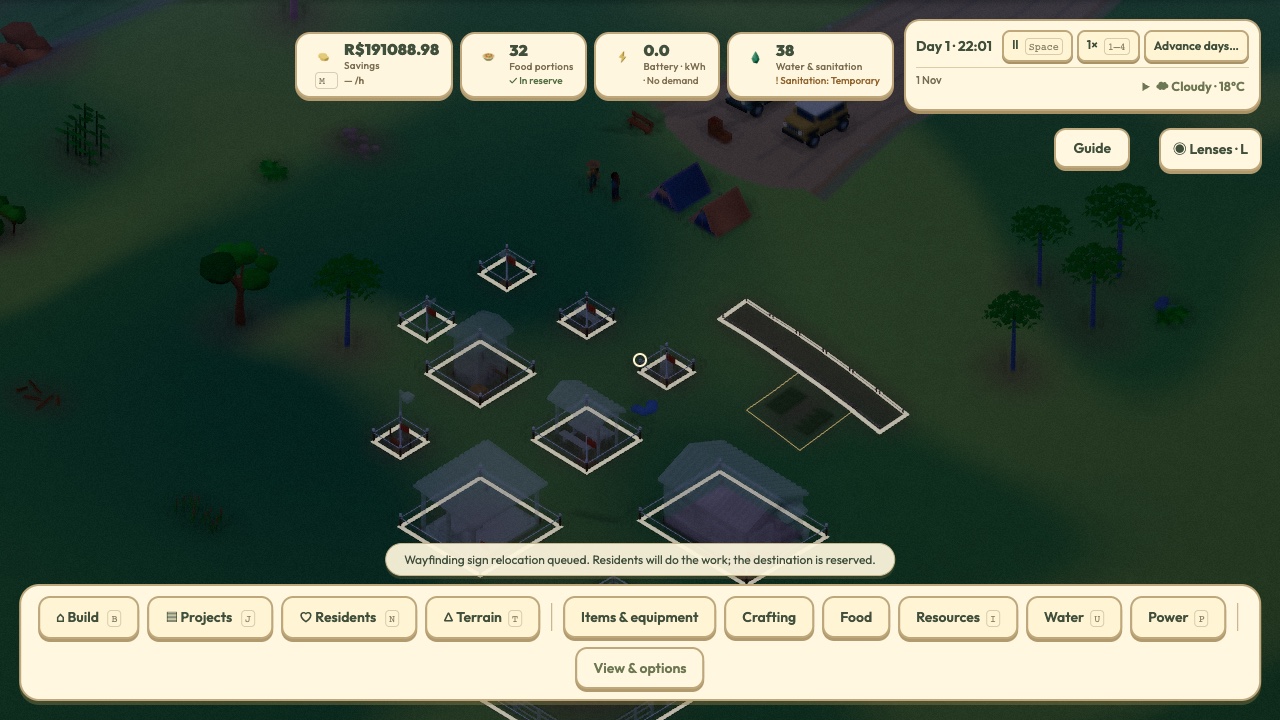 R$191088.98
Savings
M — /h
32
Food portions
✓ In reserve
0.0
Battery · kWh
· No demand
38
Water & sanitation
! Sanitation: Temporary
Day 1 · 22:01
II Space
1× 1–4
Advance days...
1 Nov
▶ Cloudy · 18°C
Guide
◉ Lenses · L
Wayfinding sign relocation queued. Residents will do the work; the destination is reserved.
Build B
Projects J
Residents N
Terrain T
Items & equipment
Crafting
Food
Resources I
Water U
Power P
View & options